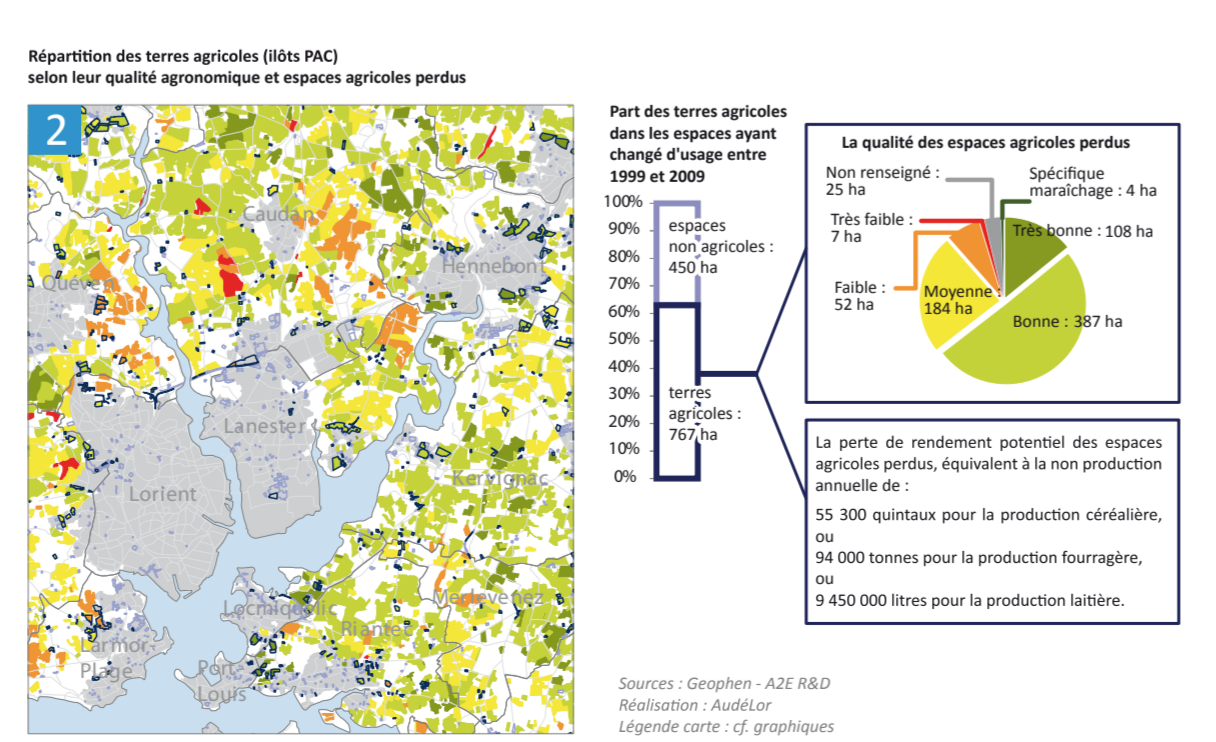 Répartition des terres agricoles (ilôts PAC)
selon leur qualité agronomique et espaces agricoles perdus
2
Caudan
Hennebont
Quéven
Lanester
Lorient
Kervignac
Locmiquélic
Merlevenez
Riantec
Larmor-
Plage
Port-
Louis
Part des terres agricoles
dans les espaces ayant
changé d'usage entre
1999 et 2009
100%
90%
80%
70%
60%
50%
40%
30%
20%
10%
0%
espaces
non agricoles :
450 ha
terres
agricoles :
767 ha
La qualité des espaces agricoles perdus
Non renseigné :
25 ha
Spécifique
maraîchage : 4 ha
Très faible :
7 ha
Très bonne : 108 ha
Faible :
52 ha
Moyenne :
184 ha
Bonne : 387 ha
La perte de rendement potentiel des espaces
agricoles perdus, équivalent à la non production
annuelle de :
55 300 quintaux pour la production céréalière,
ou
94 000 tonnes pour la production fourragère,
ou
9 450 000 litres pour la production laitière.
Sources : Geophen - A2E R&D
Réalisation : AudéLor
Légende carte : cf. graphiques